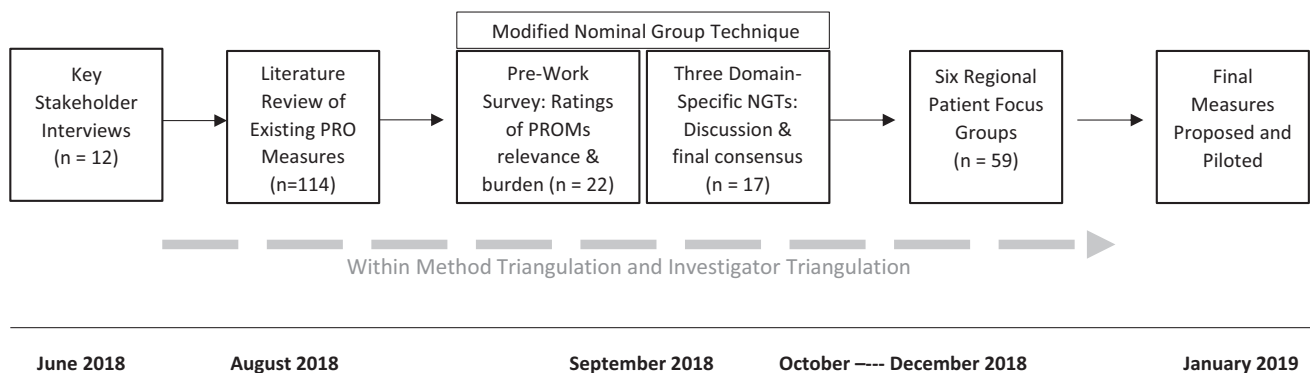 Modified Nominal Group Technique
Key
Stakeholder
Interviews
(n = 12)
Literature
Review of
Existing PRO
Measures
(n=114)
Pre-Work
Survey: Ratings
of PROMs
relevance &
burden (n = 22)
Three Domain-
Specific NGTs:
Discussion &
final consensus
(n = 17)
Six Regional
Patient Focus
Groups
(n = 59)
Final
Measures
Proposed and
Piloted
Within Method Triangulation and Investigator Triangulation
June 2018 August 2018 September 2018 October –--- December 2018 January 2019